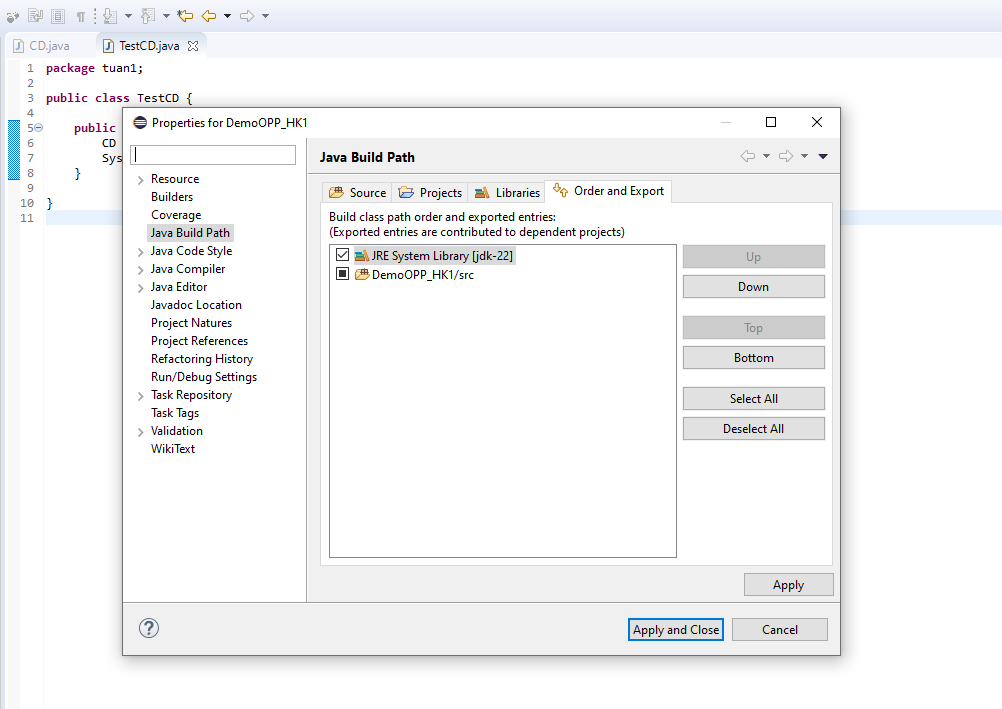 CD.java
TestCD.java
1 package tuan1;
2
3 public class TestCD {
4
5 public
6 CD
7 Sys
8 }
9
10 }
11
Properties for DemoOPP_HK1
Resource
Builders
Coverage
Java Build Path
Java Code Style
Java Compiler
Java Editor
Javadoc Location
Project Natures
Project References
Refactoring History
Run/Debug Settings
Task Repository
Task Tags
Validation
WikiText
Java Build Path
Source Projects Libraries Order and Export
Build class path order and exported entries:
(Exported entries are contributed to dependent projects)
JRE System Library [jdk-22]
DemoOPP_HK1/src
Up
Down
Top
Bottom
Select All
Deselect All
Apply
?
Apply and Close
Cancel